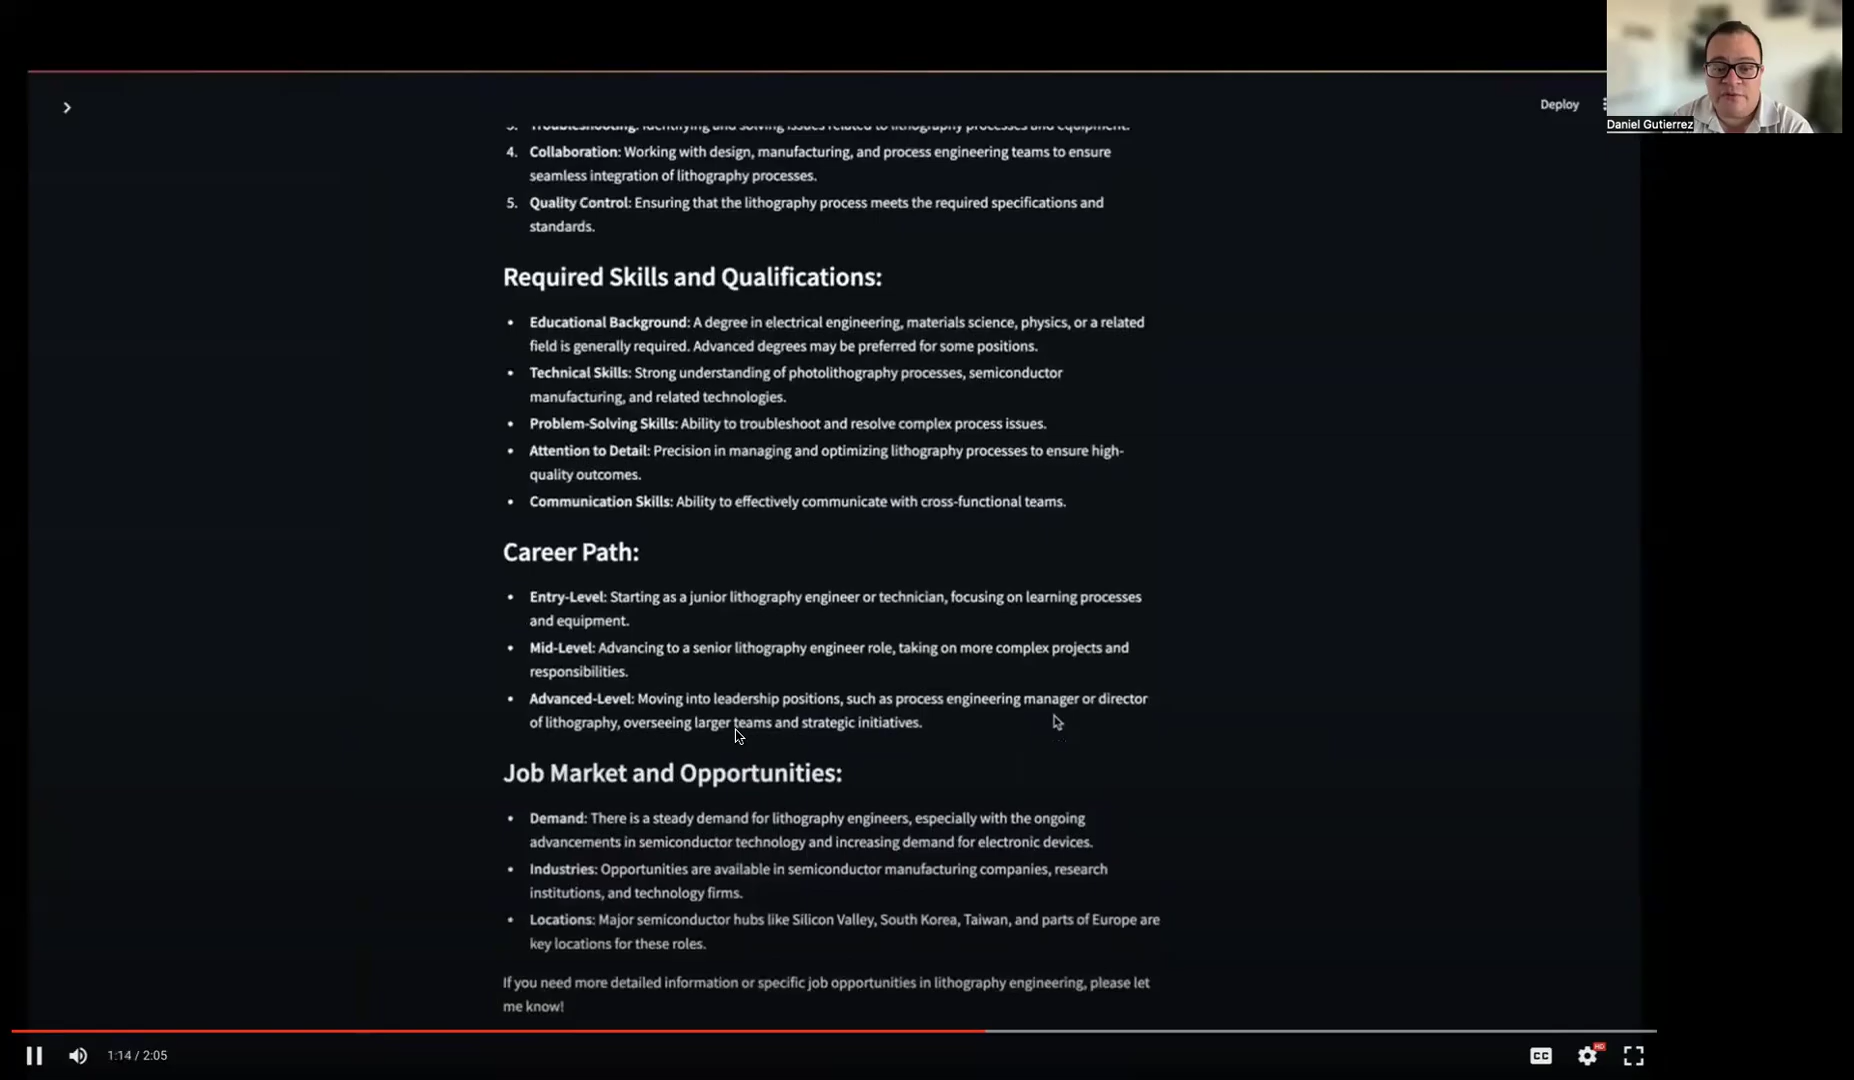 Deploy
Daniel Gutierrez
3. Troubleshooting: Identifying and solving issues related to lithography processes and equipment.
4. Collaboration: Working with design, manufacturing, and process engineering teams to ensure
seamless integration of lithography processes.
5. Quality Control: Ensuring that the lithography process meets the required specifications and
standards.
Required Skills and Qualifications:
• Educational Background: A degree in electrical engineering, materials science, physics, or a related
field is generally required. Advanced degrees may be preferred for some positions.
• Technical Skills: Strong understanding of photolithography processes, semiconductor
manufacturing, and related technologies.
• Problem-Solving Skills: Ability to troubleshoot and resolve complex process issues.
• Attention to Detail: Precision in managing and optimizing lithography processes to ensure high-
quality outcomes.
• Communication Skills: Ability to effectively communicate with cross-functional teams.
Career Path:
• Entry-Level: Starting as a junior lithography engineer or technician, focusing on learning processes
and equipment.
• Mid-Level: Advancing to a senior lithography engineer role, taking on more complex projects and
responsibilities.
• Advanced-Level: Moving into leadership positions, such as process engineering manager or director
of lithography, overseeing larger teams and strategic initiatives.
Job Market and Opportunities:
• Demand: There is a steady demand for lithography engineers, especially with the ongoing
advancements in semiconductor technology and increasing demand for electronic devices.
• Industries: Opportunities are available in semiconductor manufacturing companies, research
institutions, and technology firms.
• Locations: Major semiconductor hubs like Silicon Valley, South Korea, Taiwan, and parts of Europe are
key locations for these roles.
If you need more detailed information or specific job opportunities in lithography engineering, please let
me know!
1:14 / 2:05
CC
HD